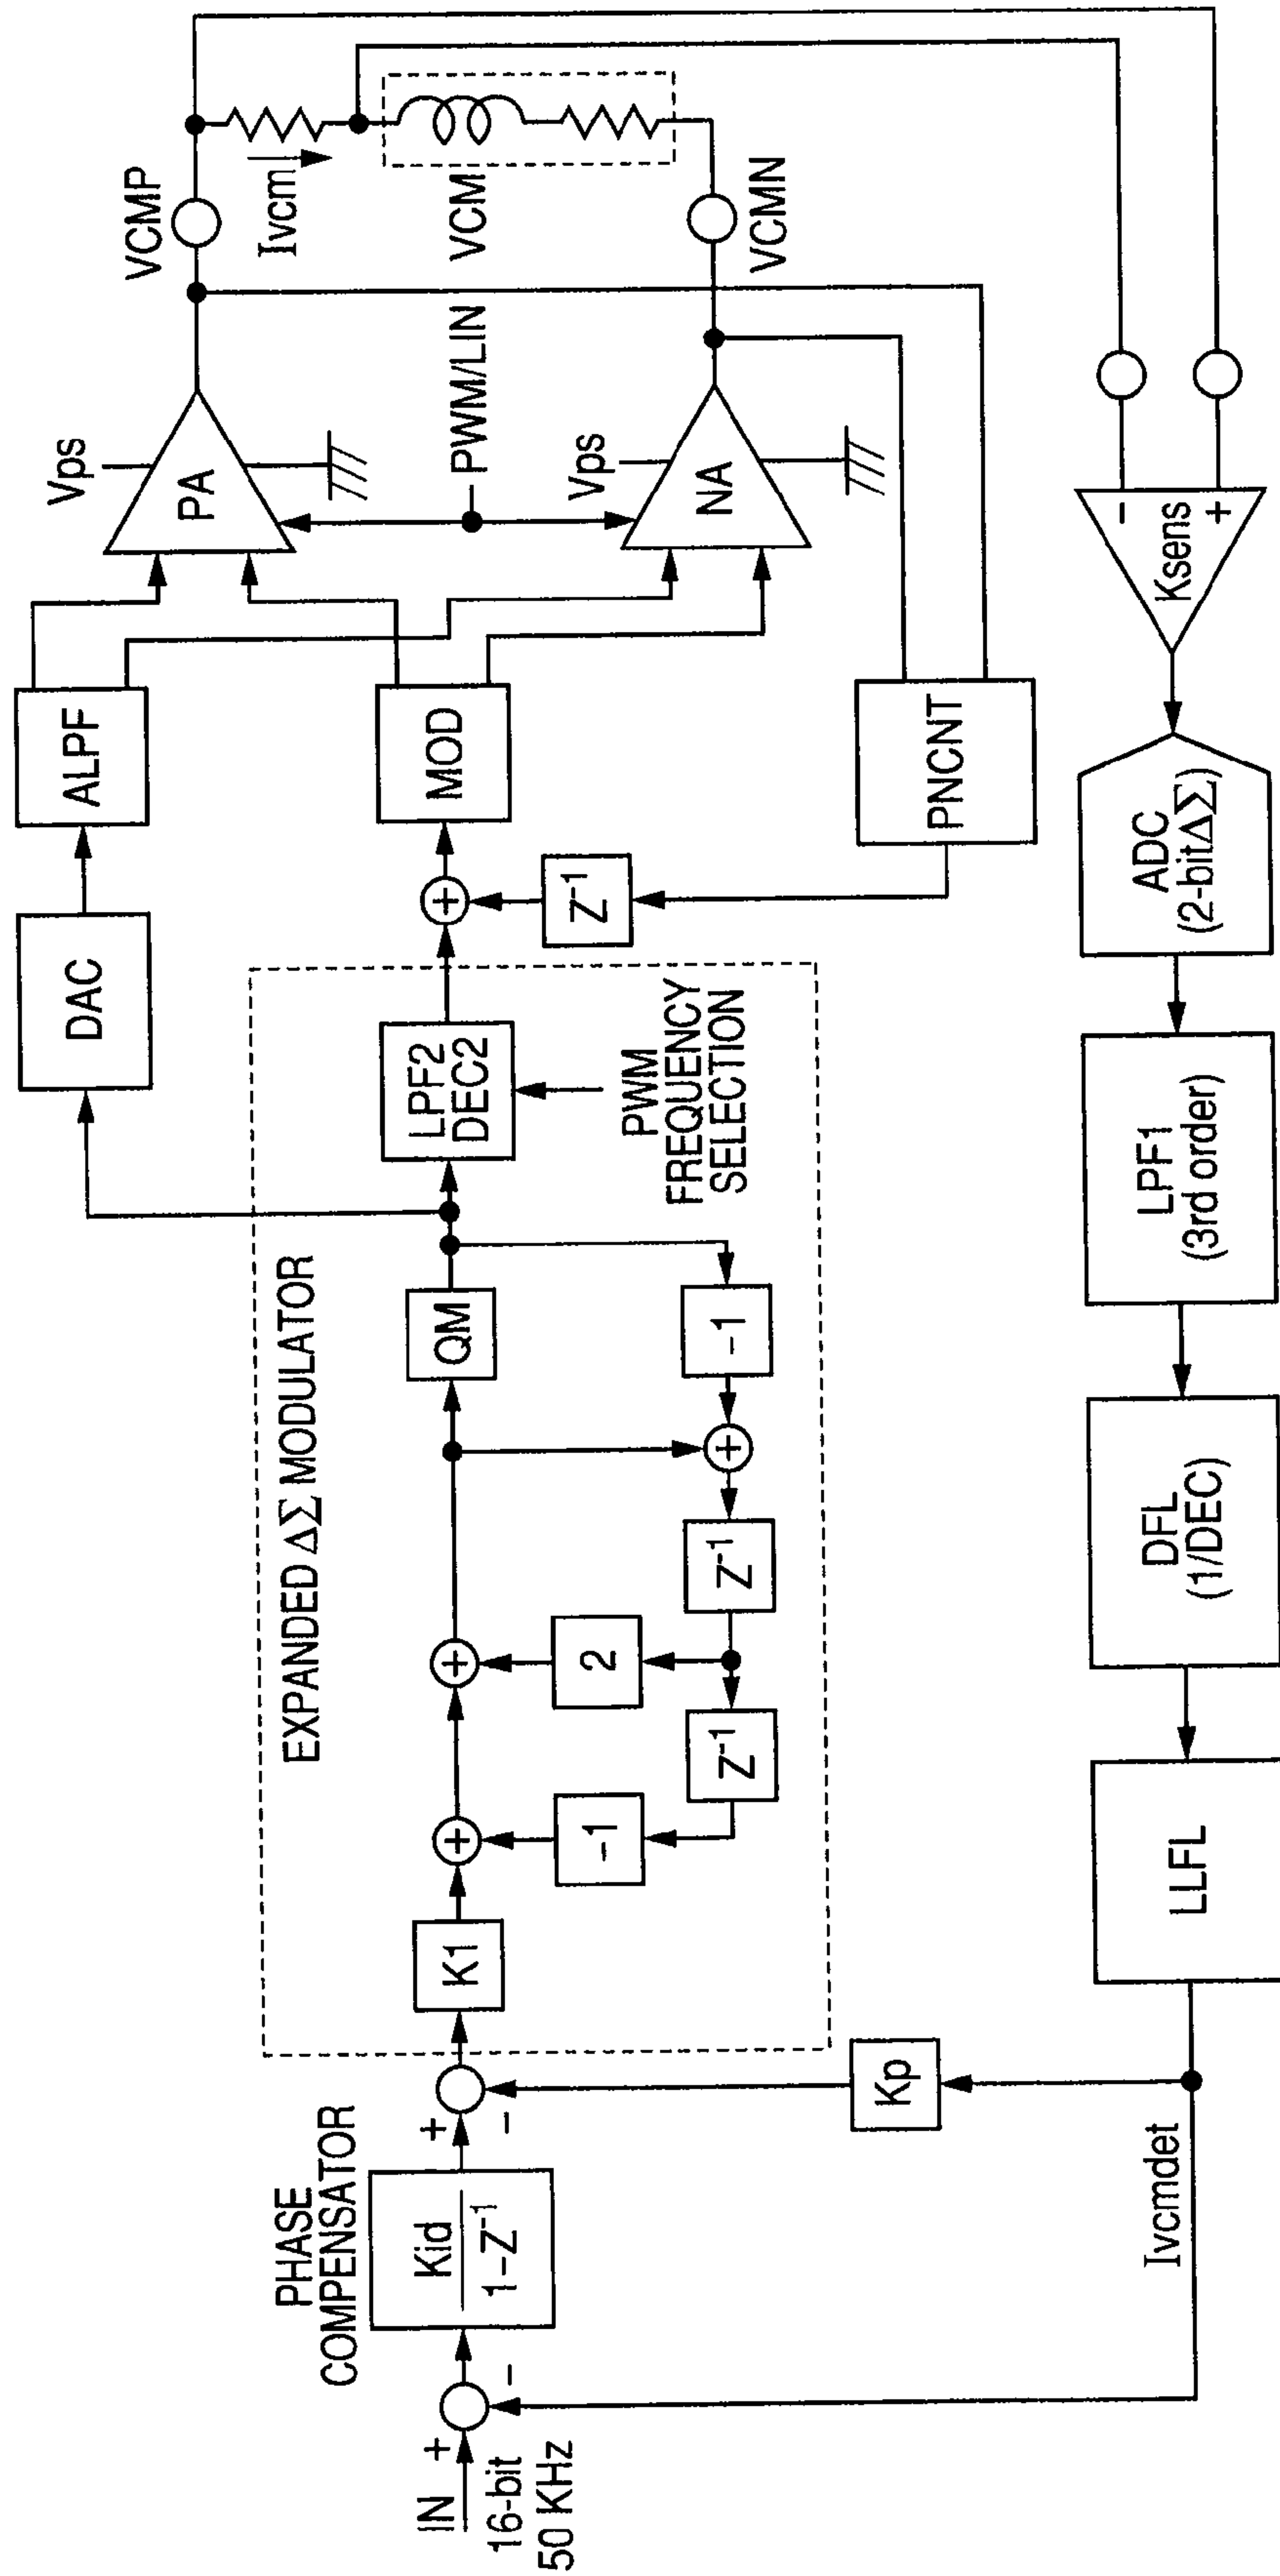 IN
+
16-bit
50 KHz
-
PHASE
COMPENSATOR
Kid
1-Z⁻¹
+
-
EXPANDED ΔΣ MODULATOR
K1
+
-1
+
2
Z⁻¹
Z⁻¹
+
-1
QM
LPF2
DEC2
PWM
FREQUENCY
SELECTION
DAC
ALPF
+
Z⁻¹
MOD
PNCNT
PA
Vps
NA
Vps
PWM/LIN
VCMP
Ivcm
VCM
VCMN
-
+
Ksens
ADC
(2-bitΔΣ)
LPF1
(3rd order)
DFL
(1/DEC)
LLFL
Kp
Ivcmdet